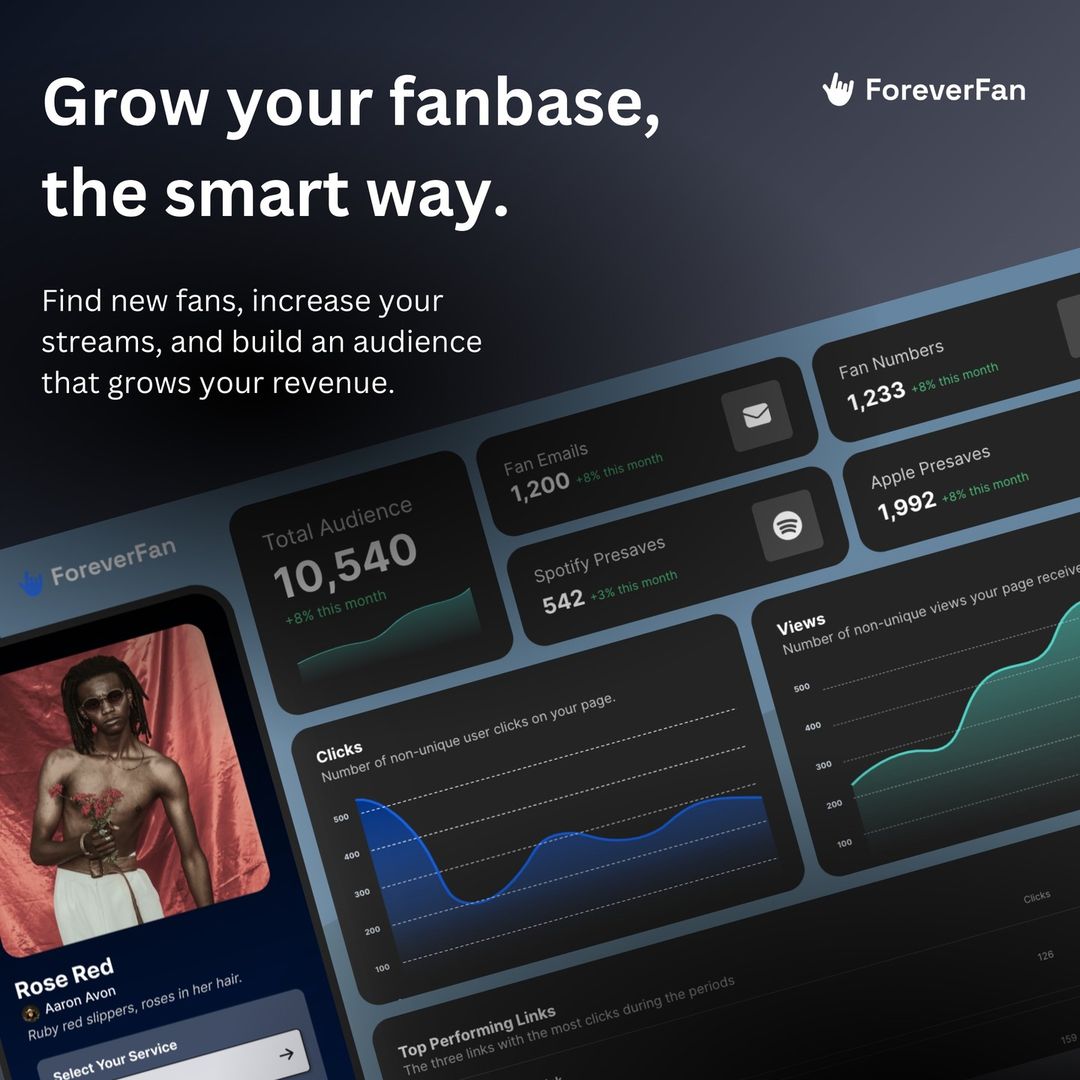 Grow your fanbase,
the smart way.
ForeverFan
Find new fans, increase your
streams, and build an audience
that grows your revenue.
ForeverFan
Total Audience
10,540
+8% this month
Fan Emails
1,200 +8% this month
Fan Numbers
1,233 +8% this month
Spotify Presaves
542 +3% this month
Apple Presaves
1,992 +8% this month
Clicks
Number of non-unique user clicks on your page.
500
400
300
200
100
Views
Number of non-unique views your page receive
500
400
300
200
100
Rose Red
Aaron Avon
Ruby red slippers, roses in her hair.
Select Your Service
Top Performing Links
The three links with the most clicks during the periods
Clicks
126
159